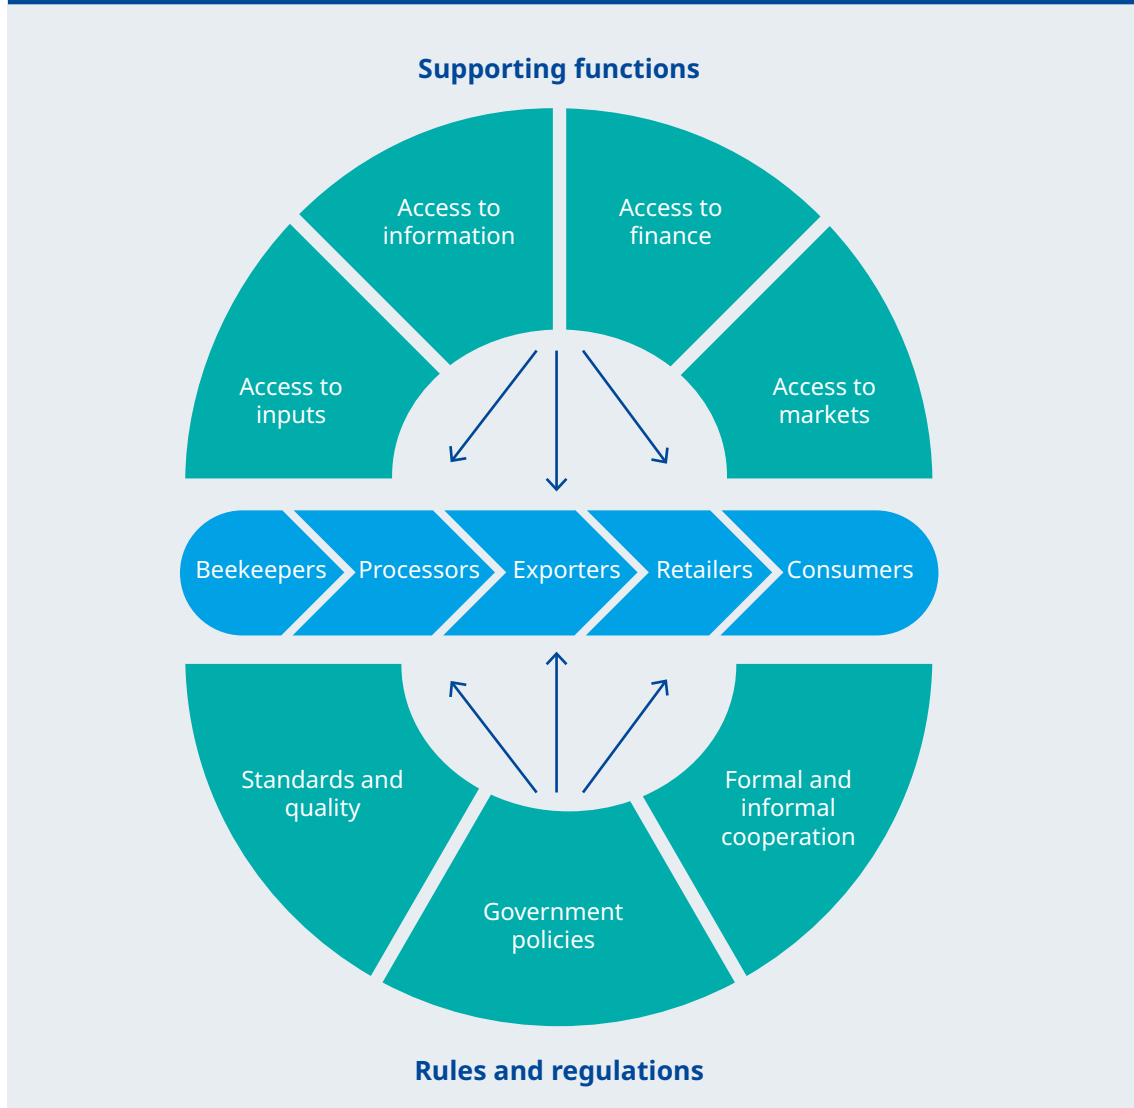 Supporting functions
Access to
information
Access to
finance
Access to
inputs
Access to
markets
Beekeepers
Processors
Exporters
Retailers
Consumers
Standards and
quality
Formal and
informal
cooperation
Government
policies
Rules and regulations